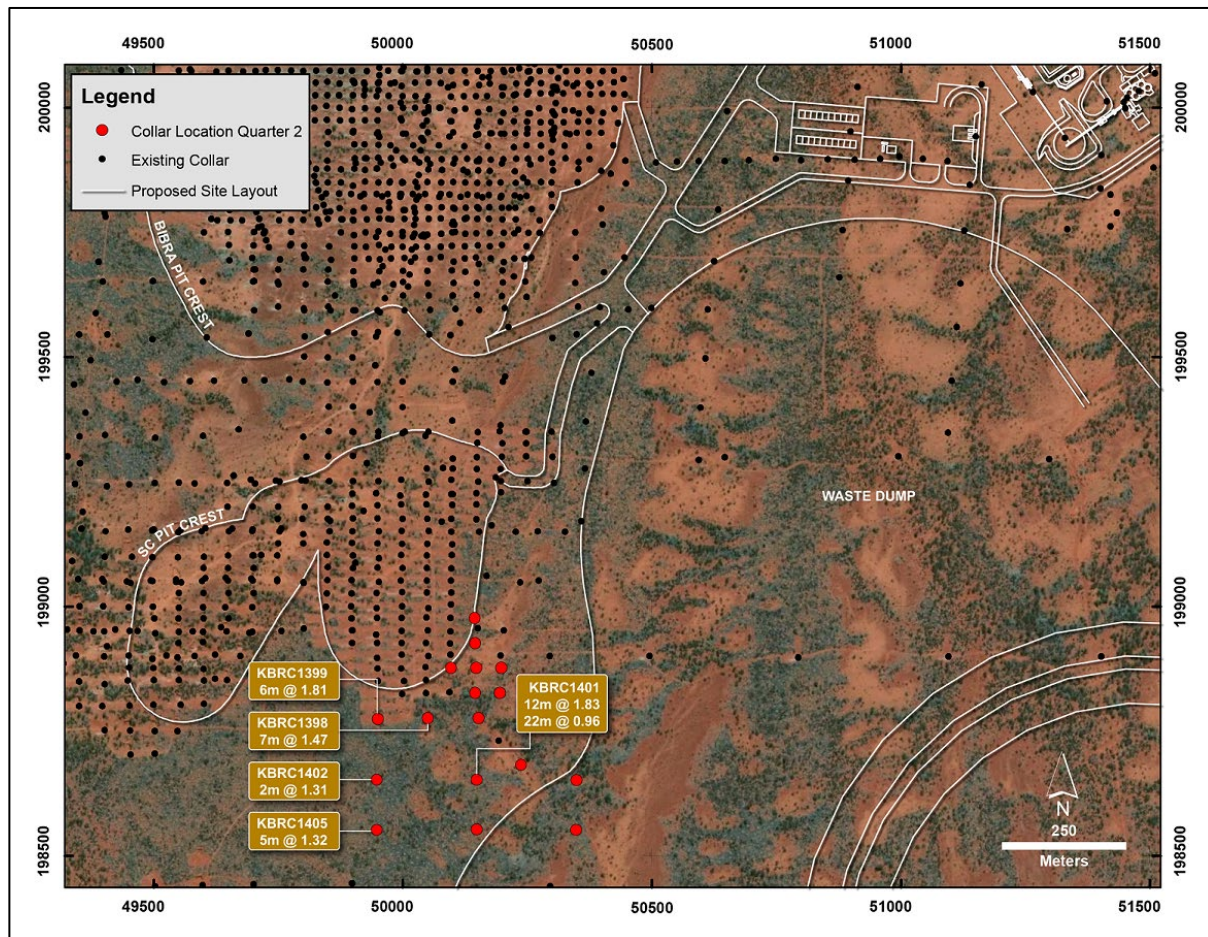 49500 50000 50500 51000 51500
Legend
Collar Location Quarter 2
Existing Collar
Proposed Site Layout
200000
200000
BIBRA PIT CREST
199500
199500
SC PIT CREST
WASTE DUMP
199000
199000
KBRC1399
6m @ 1.81
KBRC1398
7m @ 1.47
KBRC1401
12m @ 1.83
22m @ 0.96
KBRC1402
2m @ 1.31
KBRC1405
5m @ 1.32
N
250
Meters
198500
198500
49500 50000 50500 51000 51500